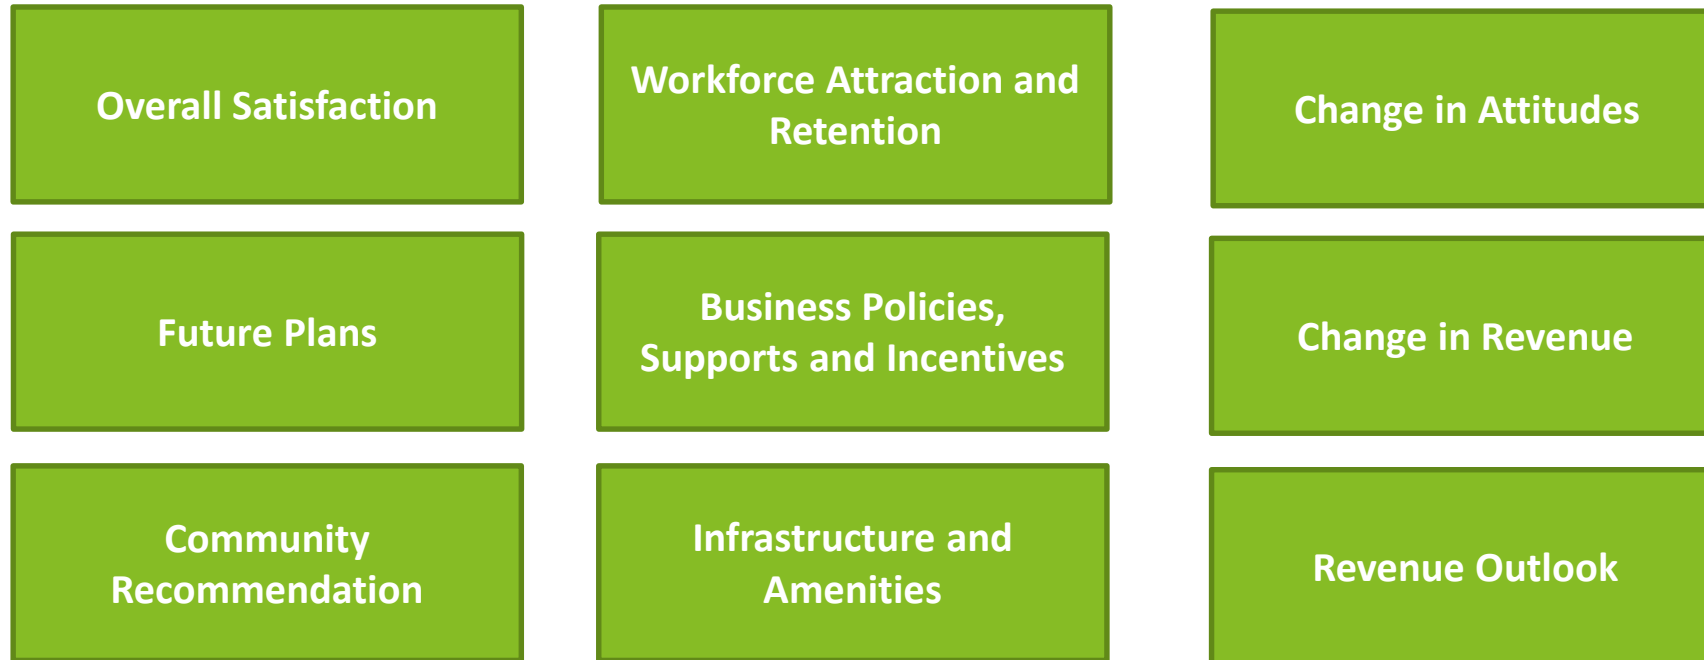 Overall Satisfaction
Workforce Attraction and
Retention
Change in Attitudes
Future Plans
Business Policies,
Supports and Incentives
Change in Revenue
Community
Recommendation
Infrastructure and
Amenities
Revenue Outlook